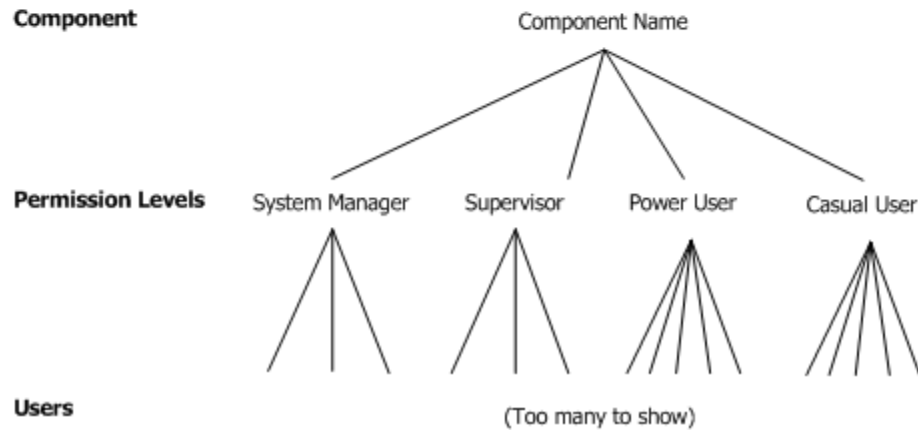 Component
Component Name
Permission Levels
System Manager
Supervisor
Power User
Casual User
Users
(Too many to show)